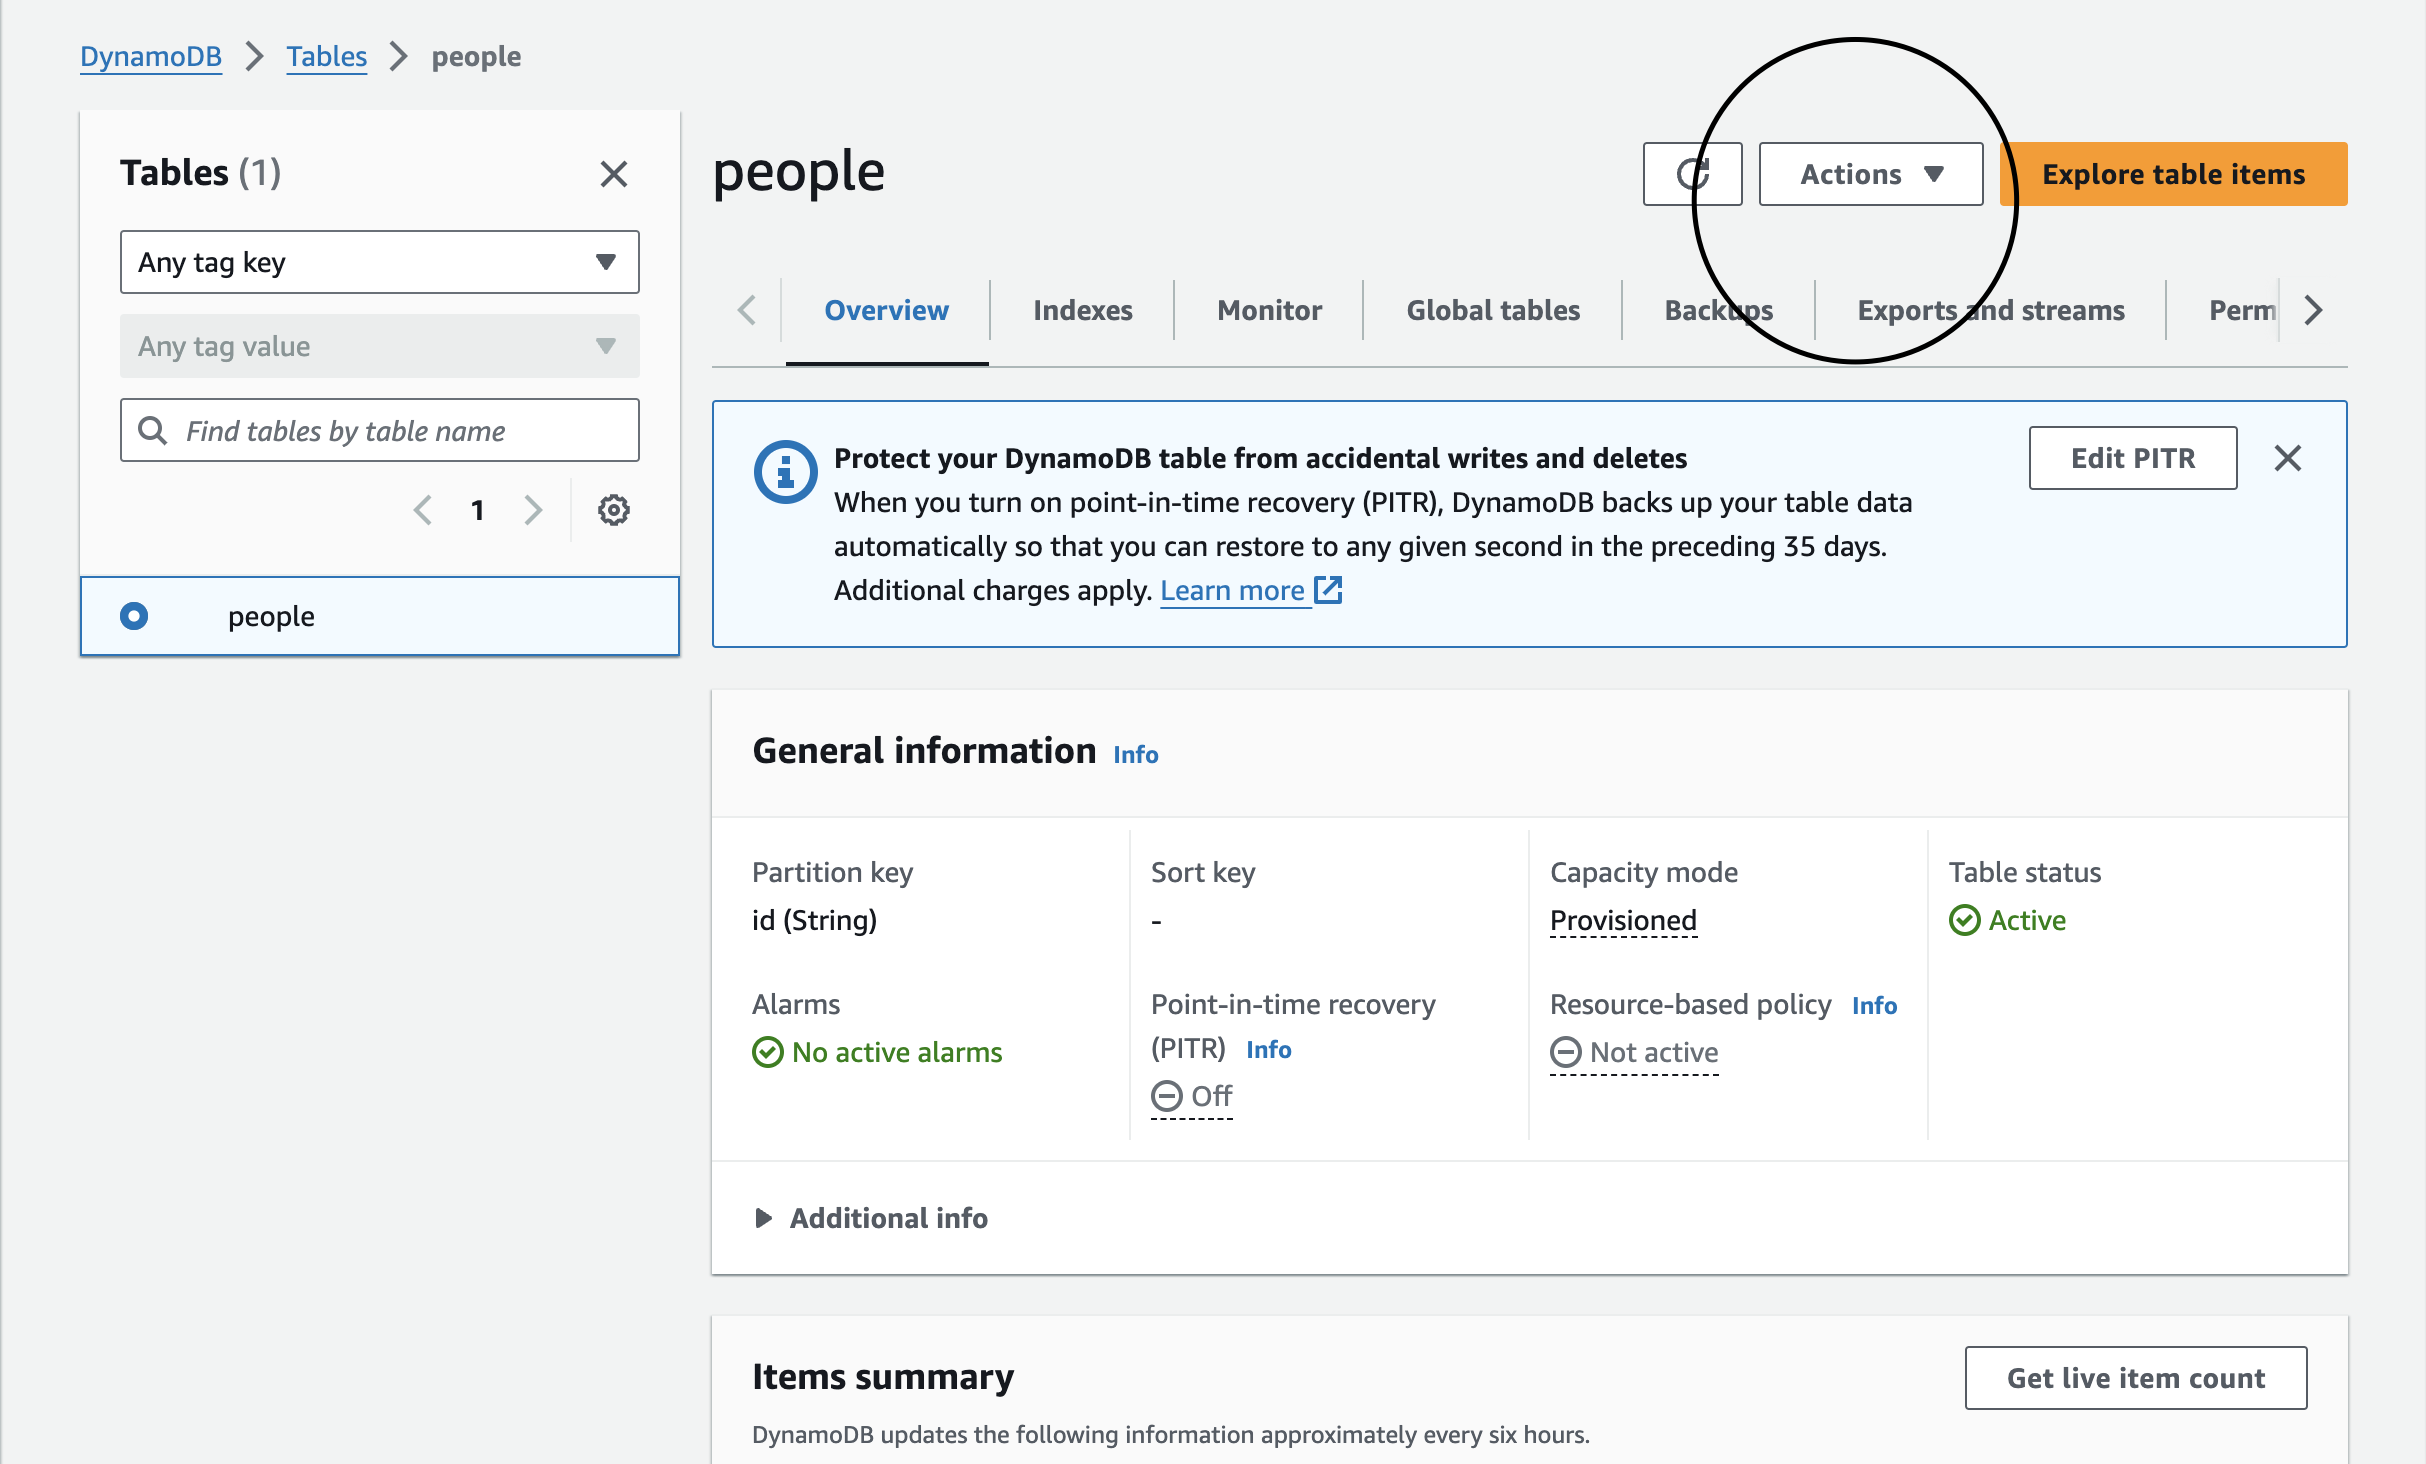 DynamoDB > Tables > people
Tables (1)
Any tag key
Any tag value
Find tables by table name
1
people
people
Actions
Explore table items
Overview
Indexes
Monitor
Global tables
Backups
Exports and streams
Perm
Protect your DynamoDB table from accidental writes and deletes
When you turn on point-in-time recovery (PITR), DynamoDB backs up your table data
automatically so that you can restore to any given second in the preceding 35 days.
Additional charges apply. Learn more
Edit PITR
General information Info
Partition key
id (String)
Sort key
-
Capacity mode
Provisioned
Table status
Active
Alarms
No active alarms
Point-in-time recovery
(PITR) Info
Off
Resource-based policy Info
Not active
Additional info
Items summary
Get live item count
DynamoDB updates the following information approximately every six hours.